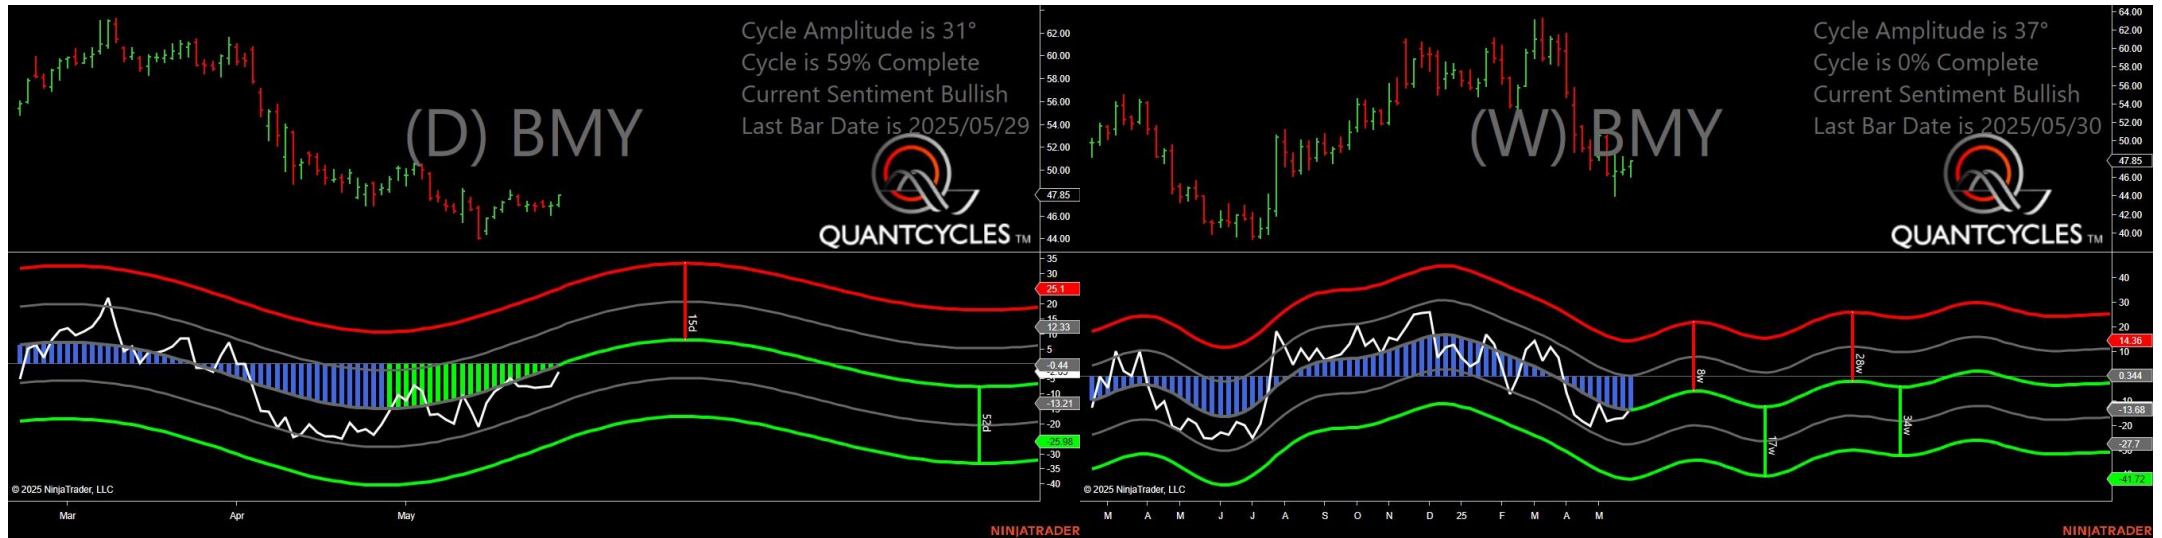 Cycle Amplitude is 31°
Cycle is 59% Complete
Current Sentiment Bullish
Last Bar Date is 2025/05/29
(D) BMY
QUANTCYCLES TM
62.00
60.00
58.00
56.00
54.00
52.00
50.00
47.85
46.00
44.00
35
30
25.1
20
12.33
10
5
-0.44
-5
-10
-13.21
-20
-25.98
-30
-35
-40
15d
52d
© 2025 NinjaTrader, LLC
Mar Apr May
NINJATRADER
Cycle Amplitude is 37°
Cycle is 0% Complete
Current Sentiment Bullish
Last Bar Date is 2025/05/30
(W) BMY
QUANTCYCLES TM
64.00
62.00
60.00
58.00
56.00
54.00
52.00
50.00
47.85
46.00
44.00
42.00
40.00
40
30
20
14.36
10
0.344
-13.68
-20
-27.7
-41.72
8w
28w
17w
34w
© 2025 NinjaTrader, LLC
M A M J J A S O N D 25 F M A M
NINJATRADER